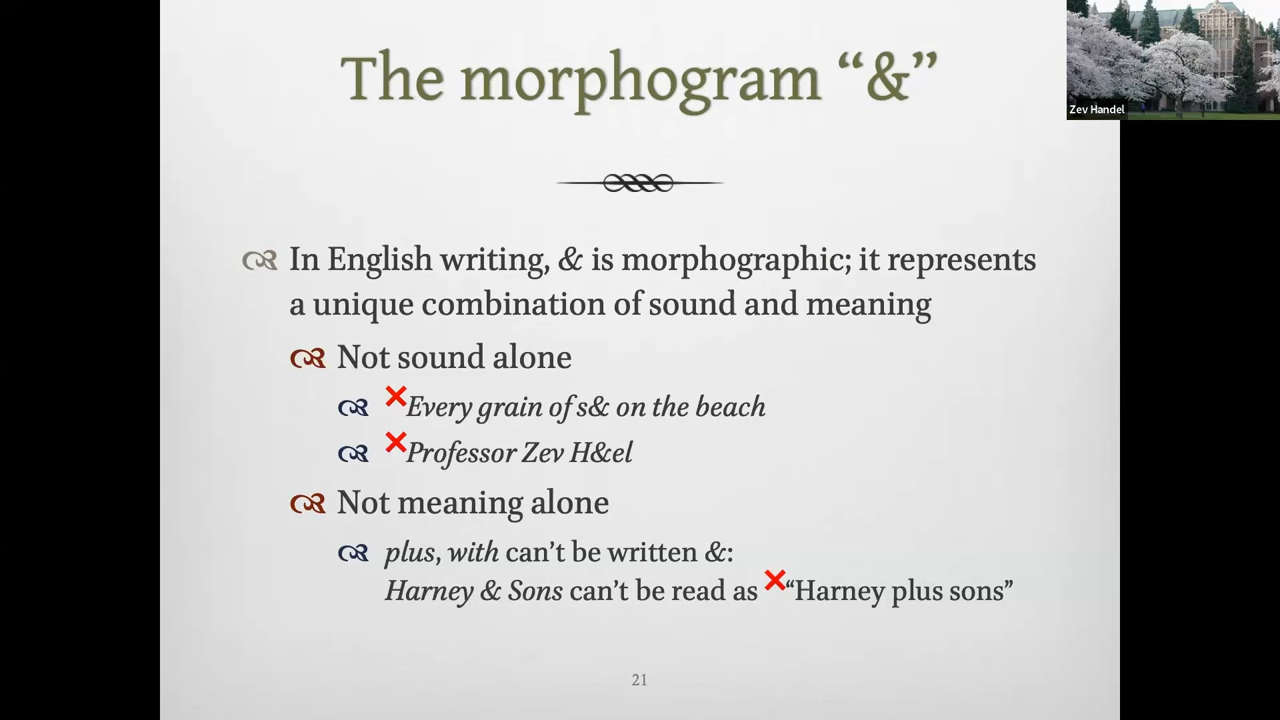 The morphogram “&”
Zev Handel
In English writing, & is morphographic; it represents
a unique combination of sound and meaning
Not sound alone
❌Every grain of s& on the beach
❌Professor Zev H&el
Not meaning alone
plus, with can’t be written &:
Harney & Sons can’t be read as ❌“Harney plus sons”
21